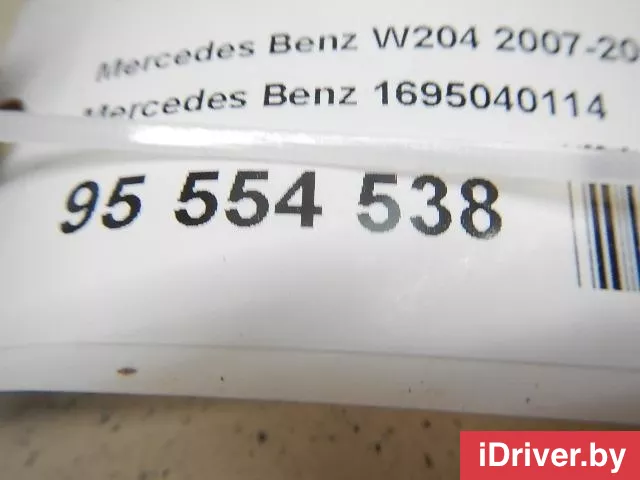 Mercedes Benz W204 2007-20
Mercedes Benz 1695040114
95 554 538
iDriver.by